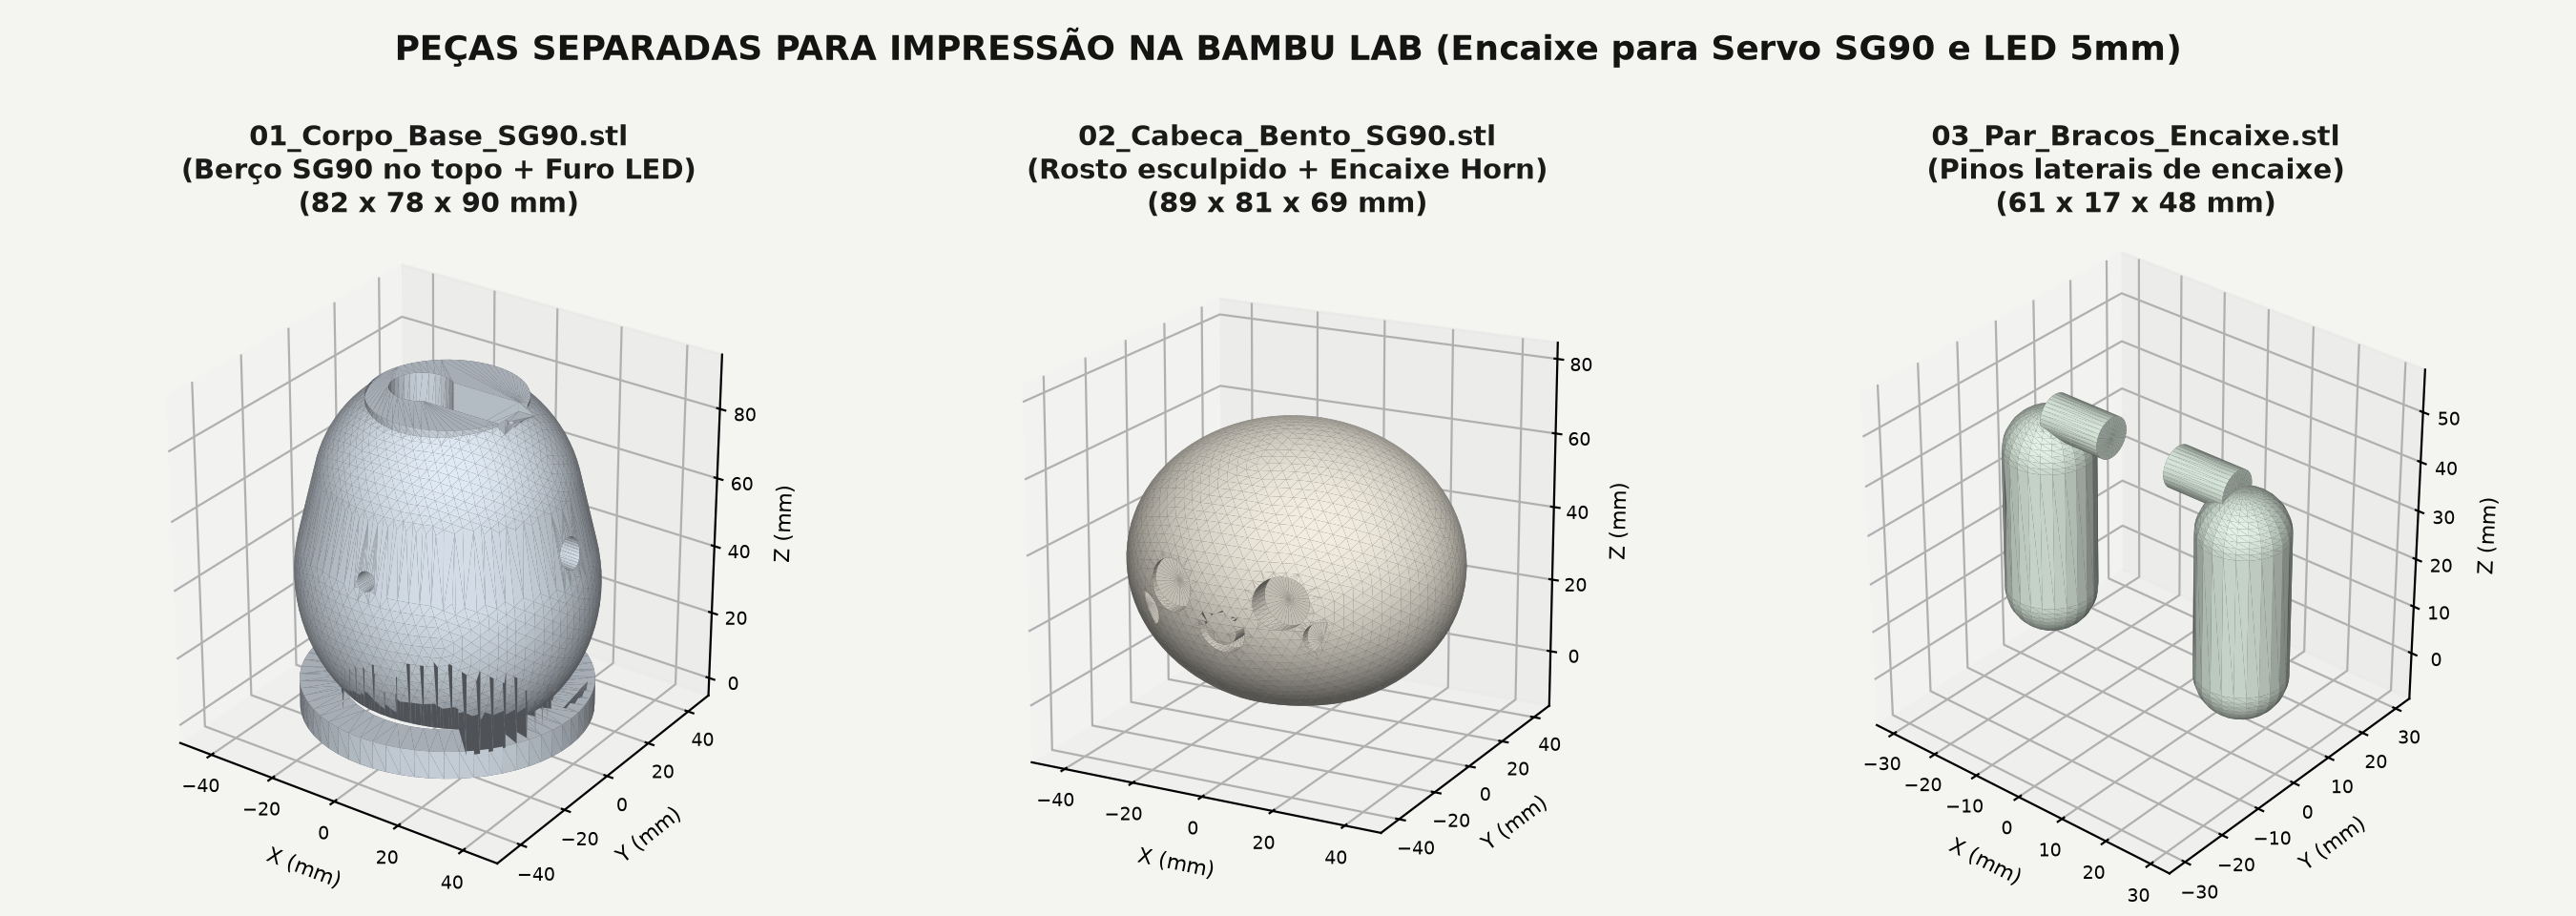 PEÇAS SEPARADAS PARA IMPRESSÃO NA BAMBU LAB (Encaixe para Servo SG90 e LED 5mm)
01_Corpo_Base_SG90.stl
(Berço SG90 no topo + Furo LED)
(82 x 78 x 90 mm)
80
60
40
20
0
Z (mm)
−40
−20
0
20
40
X (mm)
−40
−20
0
20
40
Y (mm)
02_Cabeca_Bento_SG90.stl
(Rosto esculpido + Encaixe Horn)
(89 x 81 x 69 mm)
80
60
40
20
0
Z (mm)
−40
−20
0
20
40
X (mm)
−40
−20
0
20
40
Y (mm)
03_Par_Bracos_Encaixe.stl
(Pinos laterais de encaixe)
(61 x 17 x 48 mm)
50
40
30
20
10
0
Z (mm)
−30
−20
−10
0
10
20
30
X (mm)
−30
−20
−10
0
10
20
30
Y (mm)